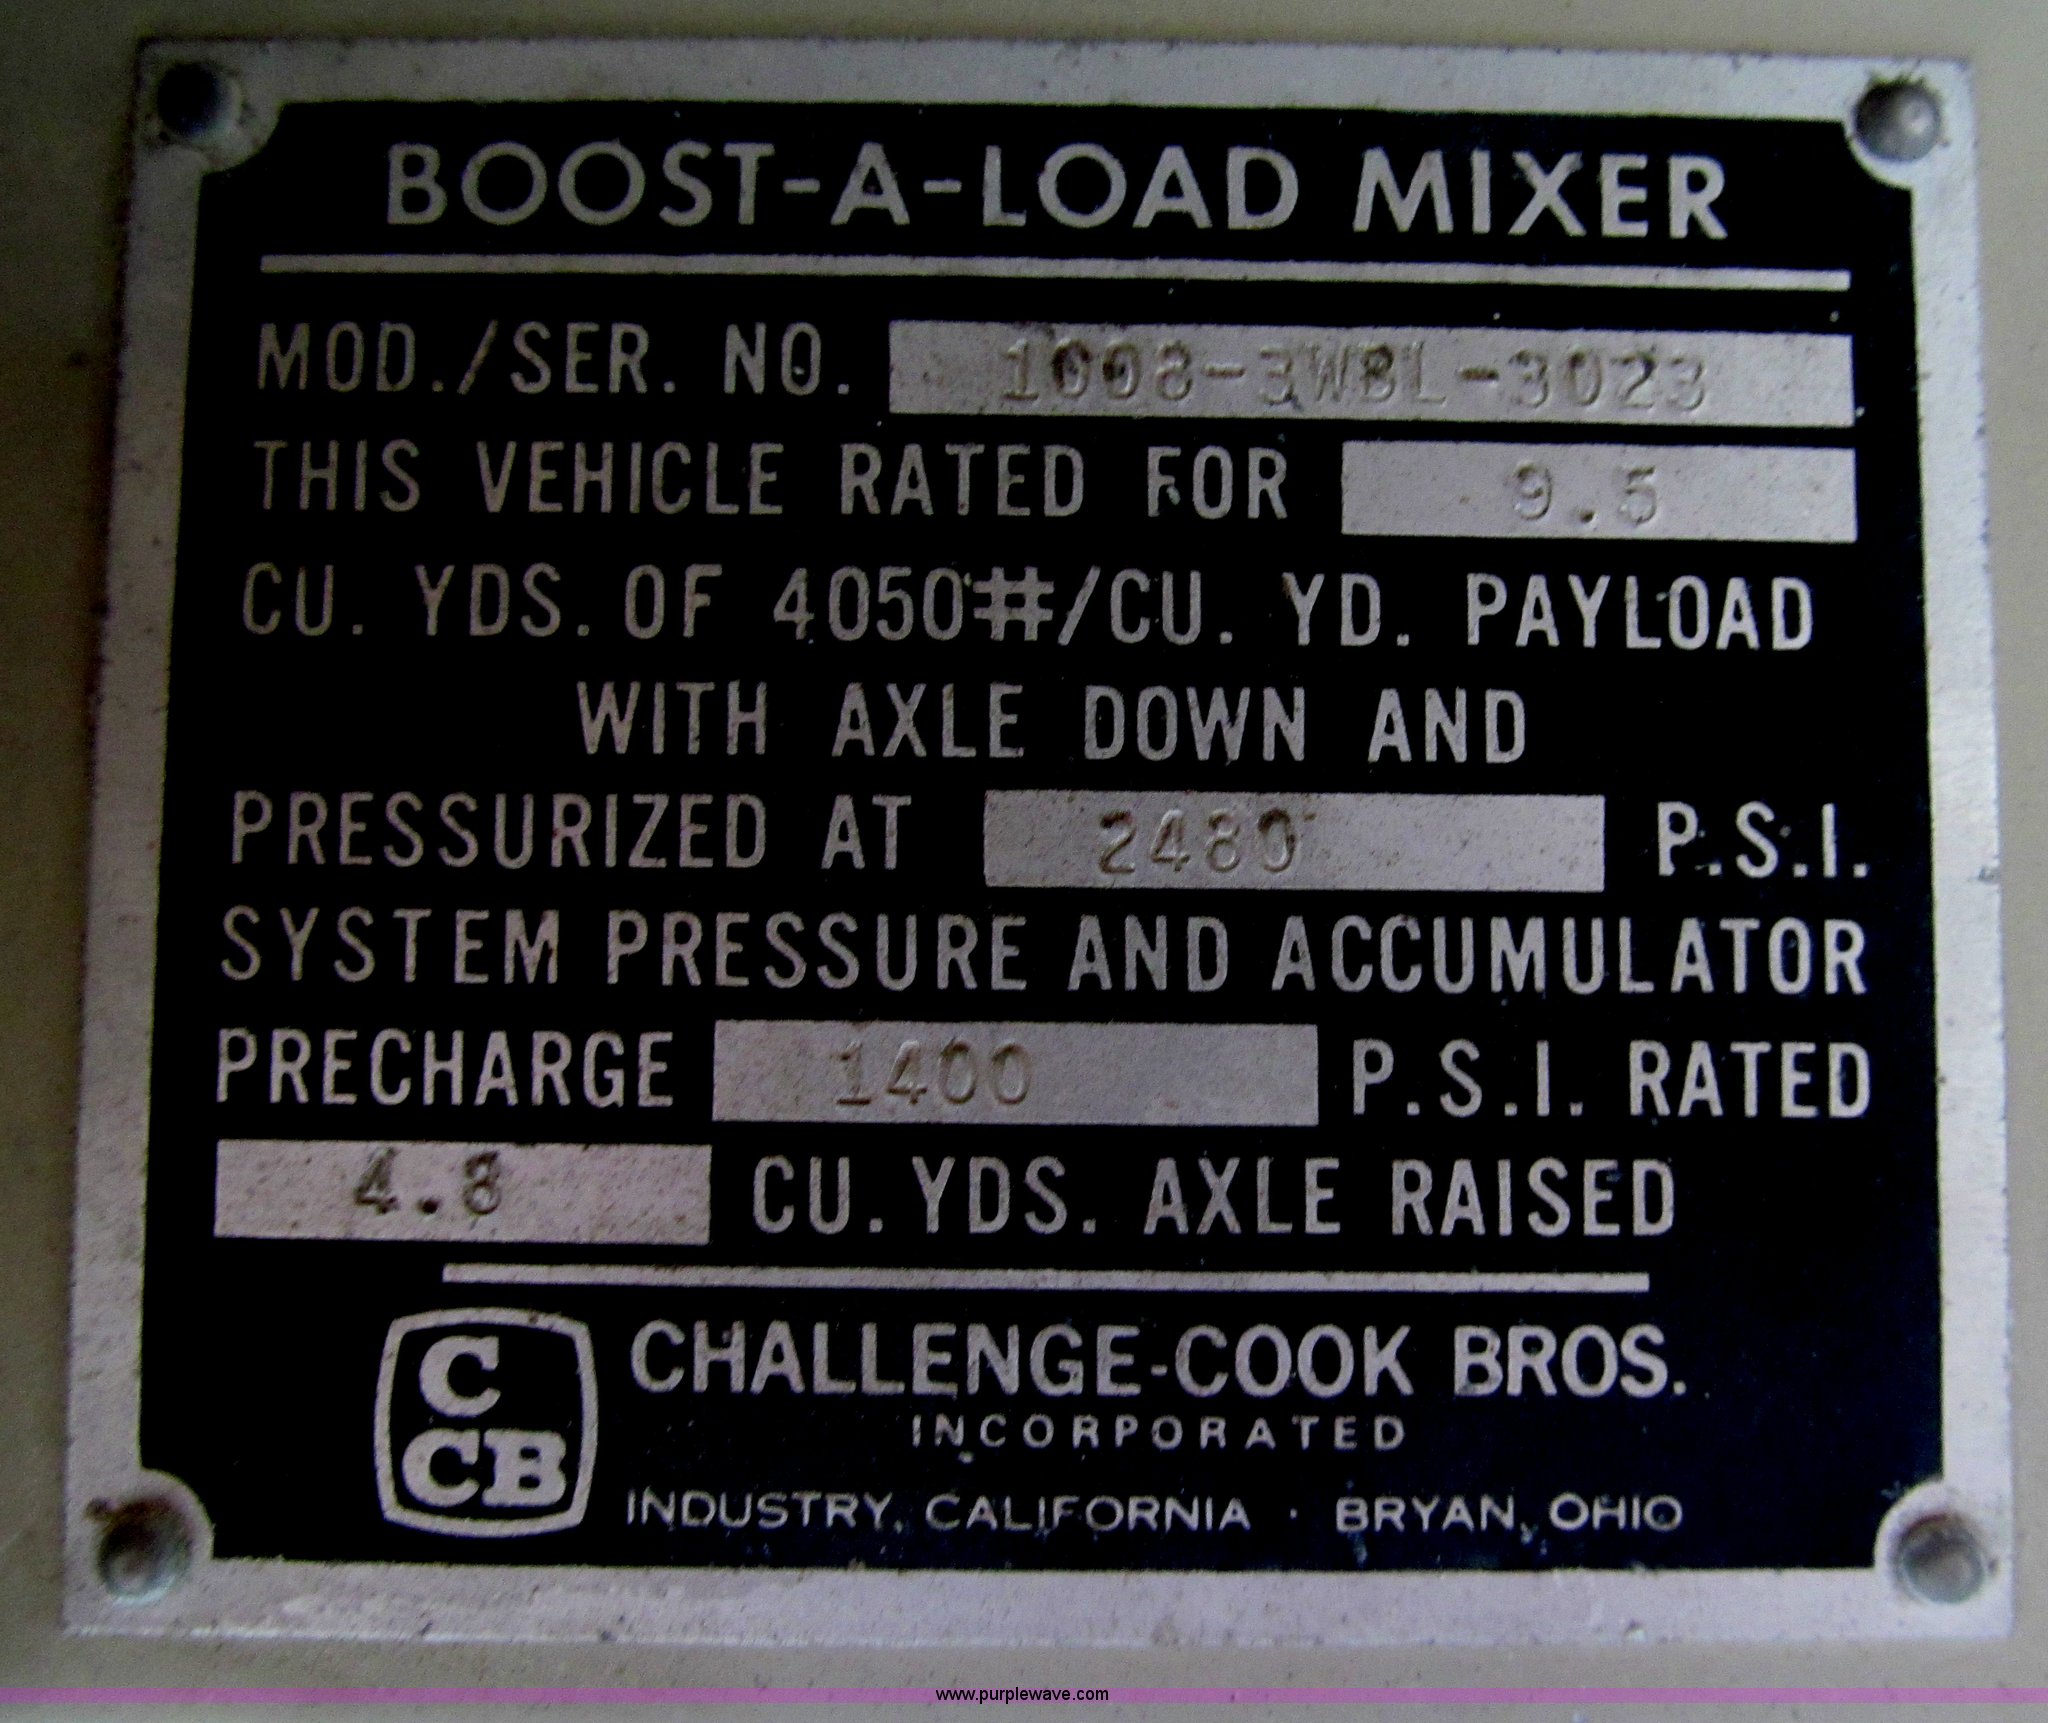 BOOST-A-LOAD MIXER
MOD./SER. NO. 1008-3WBL-3023
THIS VEHICLE RATED FOR 9.5
CU. YDS. OF 4050#/CU. YD. PAYLOAD
WITH AXLE DOWN AND
PRESSURIZED AT 2480 P.S.I.
SYSTEM PRESSURE AND ACCUMULATOR
PRECHARGE 1400 P.S.I. RATED
4.8 CU. YDS. AXLE RAISED
C
CB
CHALLENGE-COOK BROS.
INCORPORATED
INDUSTRY, CALIFORNIA · BRYAN, OHIO
www.purplewave.com